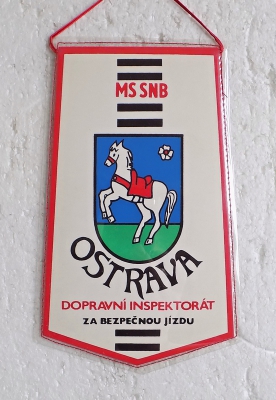 MS SNB
OSTRAVA
DOPRAVNÍ INSPEKTORÁT
ZA BEZPEČNOU JÍZDU